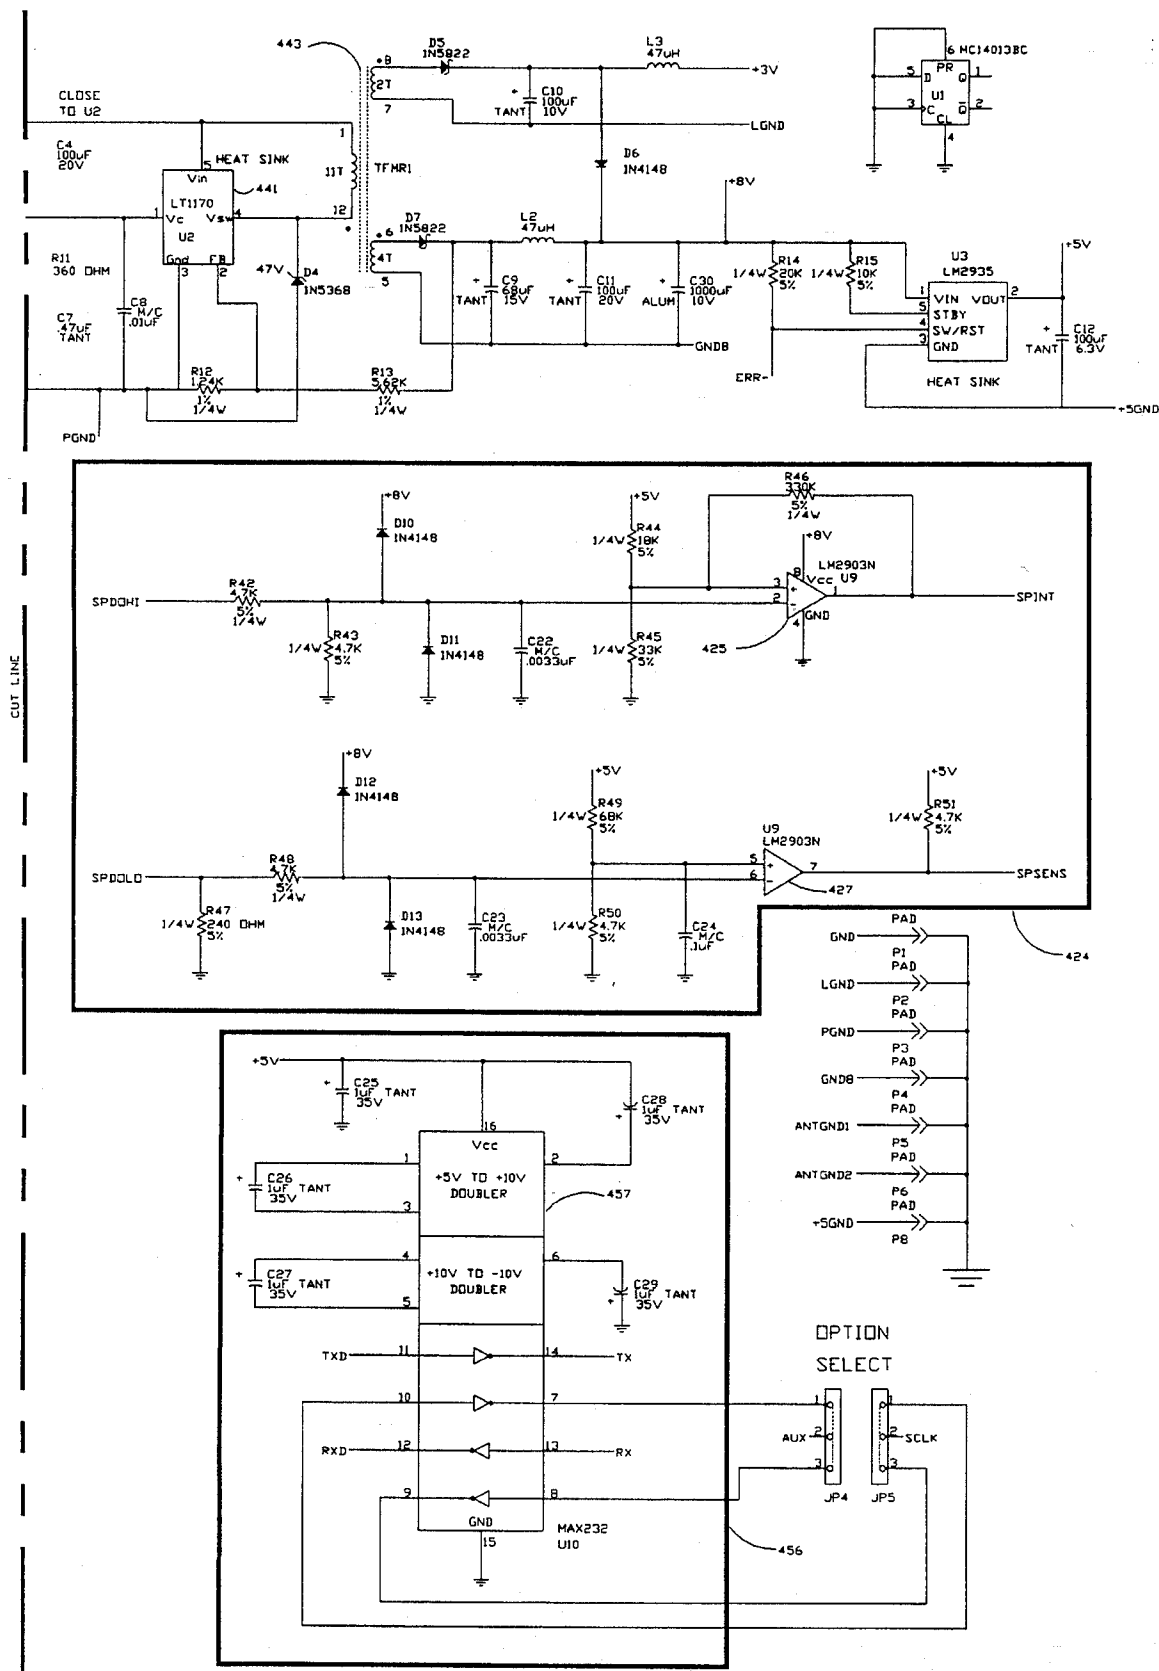 443
D5
1N5822
L3
47uH
+3V
6 MC14013BC
PR
5 D Q 1
U1
3 C Q 2
CL
4
CLOSE
TO U2
8
2T
7
C10
100uF
10V
TANT
LGND
1
C4
100uF
20V
HEAT SINK
5
Vin
441
LT1170
1 Vc Vsw 4
U2
Gnd FB
3 2
11T
TFMR1
12
D6
1N4148
+8V
6
4T
5
D7
1N5822
L2
47uH
R11
360 OHM
C7
.47uF
TANT
C8
M/C
.01uF
47V
D4
1N5368
C9
68uF
15V
TANT
C11
100uF
20V
TANT
C30
1000uF
10V
ALUM
GND8
1/4W
R14
20K
5%
1/4W
R15
10K
5%
U3
LM2935
+5V
1 VIN VOUT 2
5 STBY
4 SW/RST
3 GND
HEAT SINK
C12
100uF
6.3V
TANT
ERR-
R12
1.24K
1%
1/4W
R13
5.62K
1%
1/4W
+5GND
PGND
CUT LINE
+8V
D10
1N4148
+5V
R46
330K
5%
1/4W
R44
1/4W 18K
5%
+8V
LM2903N
8
Vcc
U9
1
3 +
2 -
4 GND
SPDOHI
R42
4.7K
5%
1/4W
SPINT
R43
1/4W 4.7K
5%
D11
1N4148
C22
M/C
.0033uF
R45
1/4W 33K
5%
425
+8V
D12
1N4148
+5V
R49
1/4W 68K
5%
+5V
R51
1/4W 4.7K
5%
U9
LM2903N
5 +
6 -
7
427
SPDOLO
R48
4.7K
5%
1/4W
SPSENS
R47
1/4W 240 OHM
5%
D13
1N4148
C23
M/C
.0033uF
R50
1/4W 4.7K
5%
C24
M/C
.1uF
424
PAD
GND
P1
PAD
LGND
P2
PAD
PGND
P3
PAD
GND8
P4
PAD
ANTGND1
P5
PAD
ANTGND2
P6
PAD
+5GND
P8
+5V
C25
1uF TANT
35V
C28
1uF TANT
35V
16
Vcc
1
2
+5V TO +10V
DOUBLER
457
C26
1uF TANT
35V
3
4
6
+10V TO -10V
DOUBLER
C27
1uF TANT
35V
5
C29
1uF TANT
35V
TXD 11 14 TX
10 7
RXD 12 13 RX
9 8
GND
15
MAX232
U10
456
OPTION
SELECT
1 1
AUX 2 2 SCLK
3 3
JP4 JP5